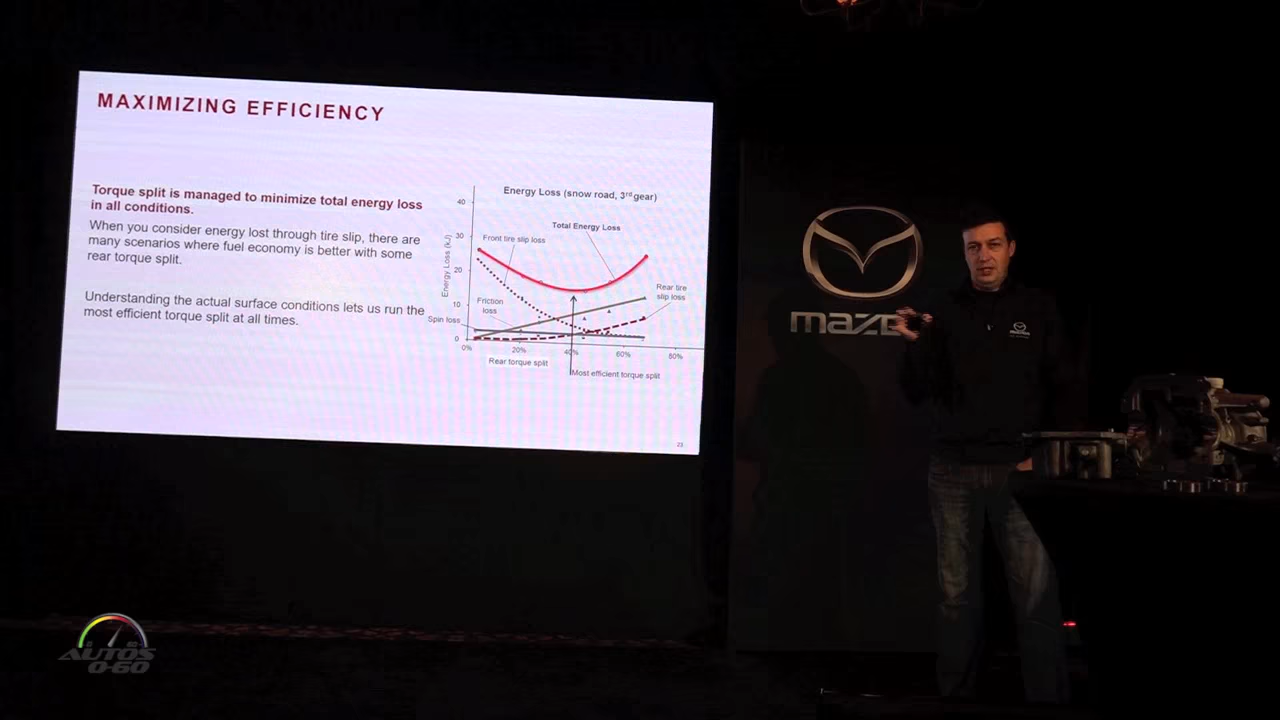 MAXIMIZING EFFICIENCY
Torque split is managed to minimize total energy loss
in all conditions.
When you consider energy lost through tire slip, there are
many scenarios where fuel economy is better with some
rear torque split.
Understanding the actual surface conditions lets us run the
most efficient torque split at all times.
Energy Loss (snow road, 3rd gear)
Total Energy Loss
Front tire slip loss
Rear tire
slip loss
Friction
loss
Spin loss
Energy Loss (kJ)
40
30
20
10
0
0%
20%
40%
60%
80%
Rear torque split
Most efficient torque split
23
mazda
AUTOS
0-60